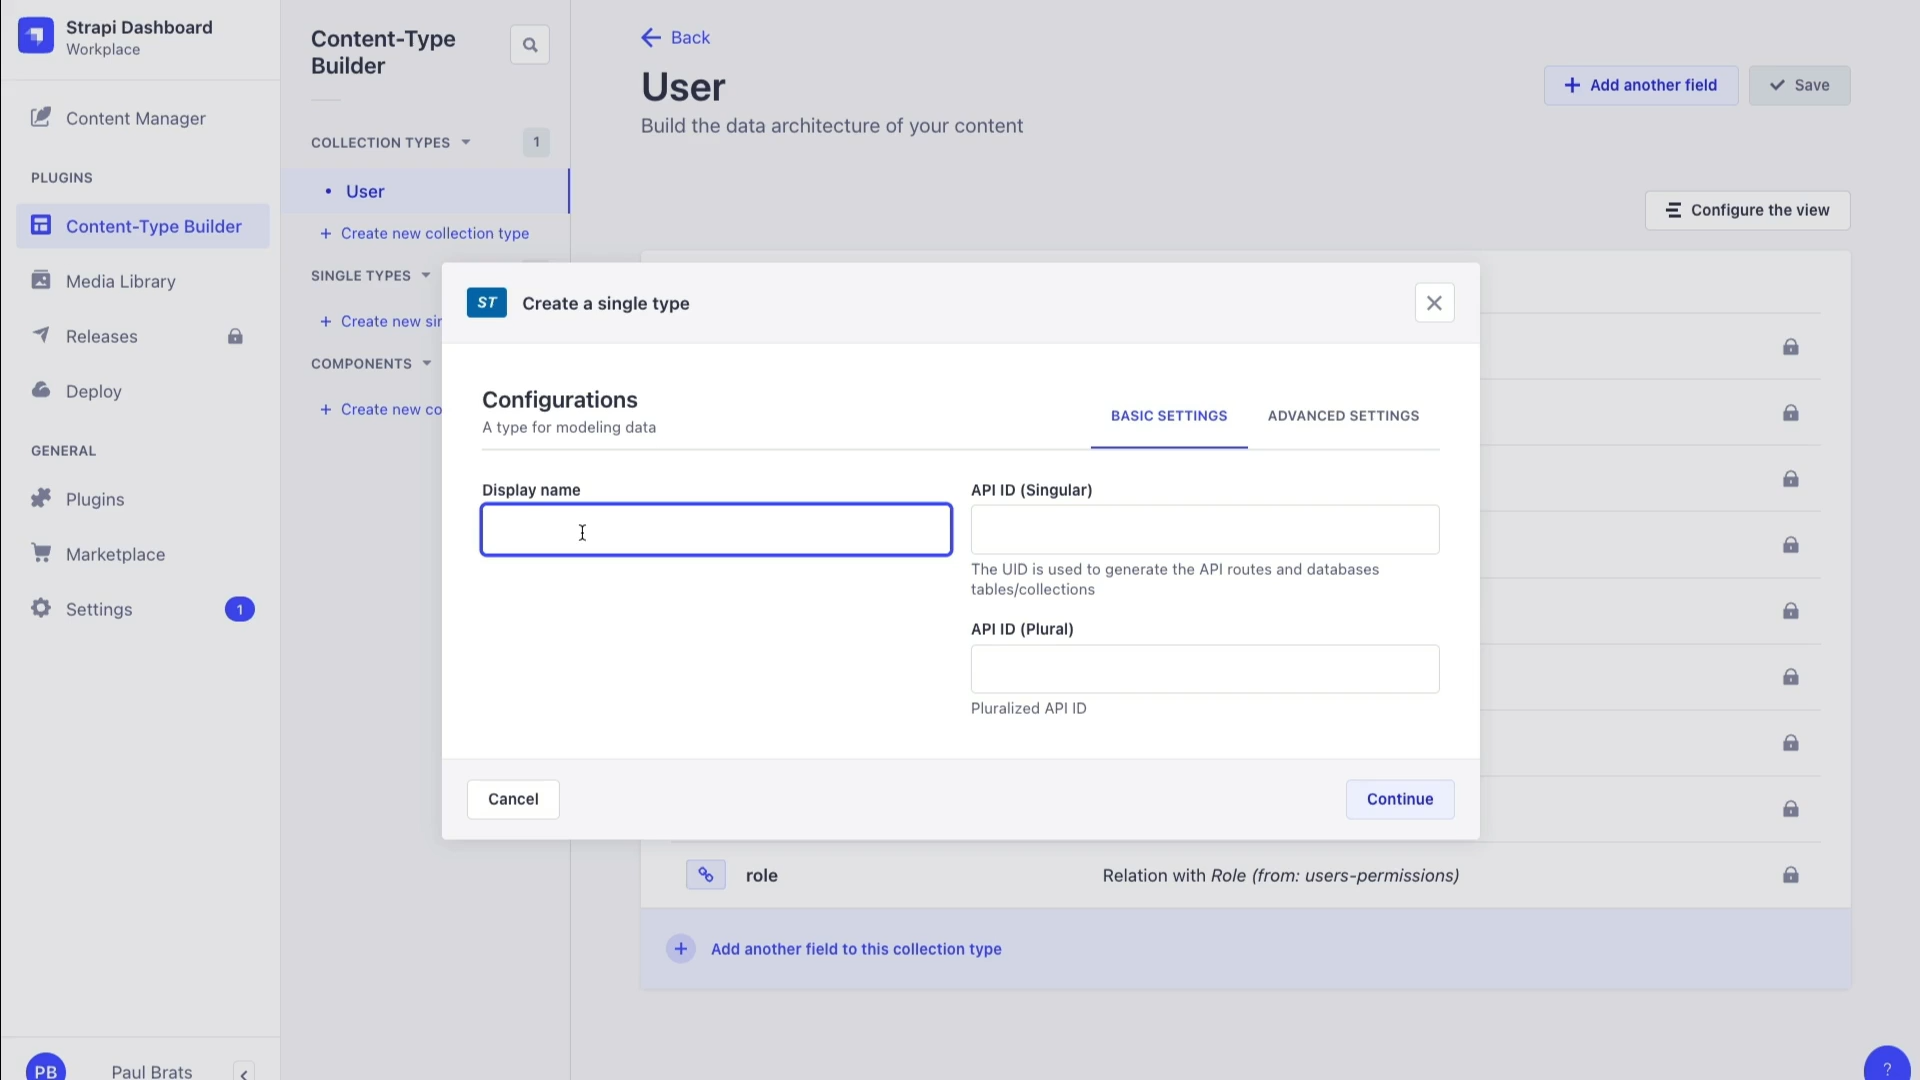 Strapi Dashboard
Workplace
Content Manager
PLUGINS
Content-Type Builder
Media Library
Releases
Deploy
GENERAL
Plugins
Marketplace
Settings
1
PB
Paul Brats
Content-Type
Builder
COLLECTION TYPES
1
User
+ Create new collection type
SINGLE TYPES
+ Create new sin
COMPONENTS
+ Create new co
Back
User
Build the data architecture of your content
Add another field
Save
Configure the view
ST
Create a single type
Configurations
A type for modeling data
BASIC SETTINGS
ADVANCED SETTINGS
Display name
API ID (Singular)
The UID is used to generate the API routes and databases
tables/collections
API ID (Plural)
Pluralized API ID
Cancel
Continue
role
Relation with Role (from: users-permissions)
Add another field to this collection type
?